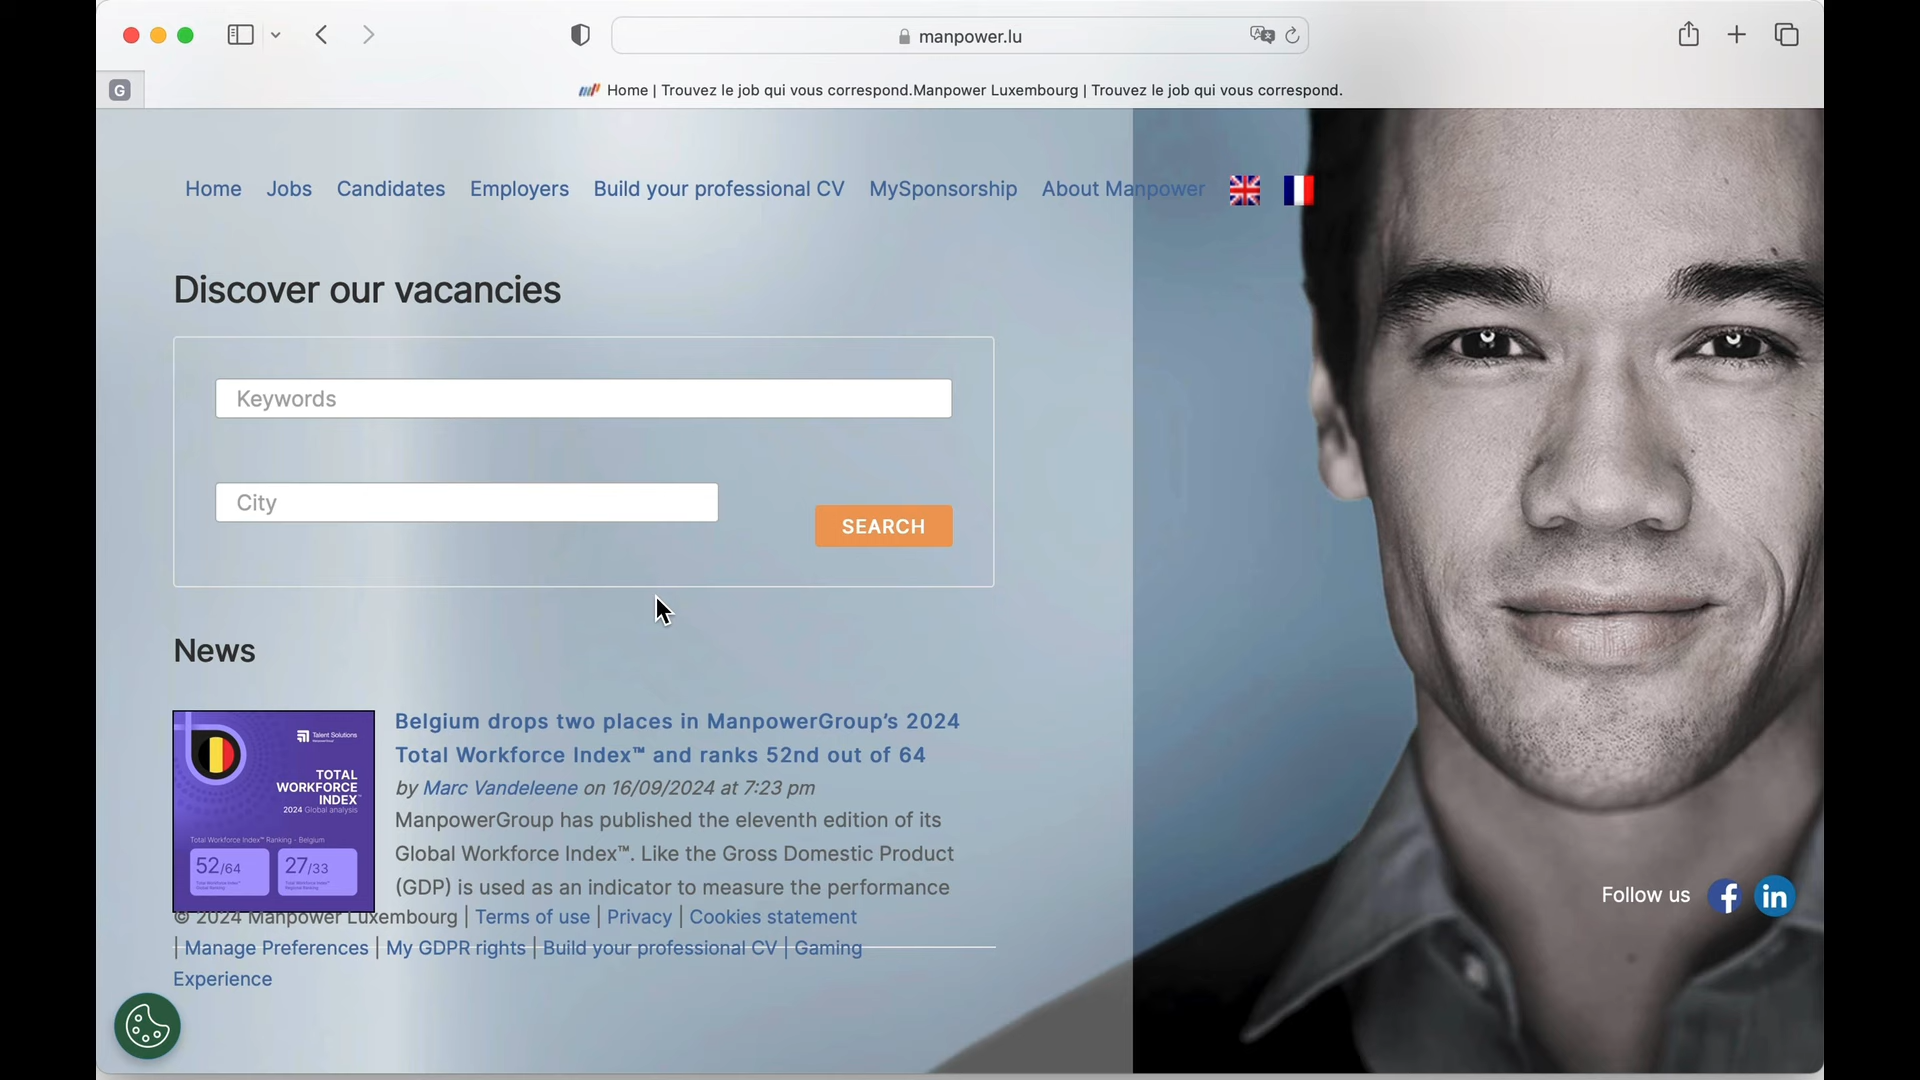 manpower.lu
G
Home | Trouvez le job qui vous correspond.Manpower Luxembourg | Trouvez le job qui vous correspond.
Home Jobs Candidates Employers Build your professional CV MySponsorship About Manpower
Discover our vacancies
Keywords
City
SEARCH
News
Talent Solutions
TOTAL
WORKFORCE
INDEX
2024 Global analysis
Total Workforce Index™ Ranking - Belgium
52/64 27/33
Belgium drops two places in ManpowerGroup’s 2024
Total Workforce Index™ and ranks 52nd out of 64
by Marc Vandeleene on 16/09/2024 at 7:23 pm
ManpowerGroup has published the eleventh edition of its
Global Workforce Index™. Like the Gross Domestic Product
(GDP) is used as an indicator to measure the performance
© 2024 Manpower Luxembourg | Terms of use | Privacy | Cookies statement
| Manage Preferences | My GDPR rights | Build your professional CV | Gaming
Experience
Follow us